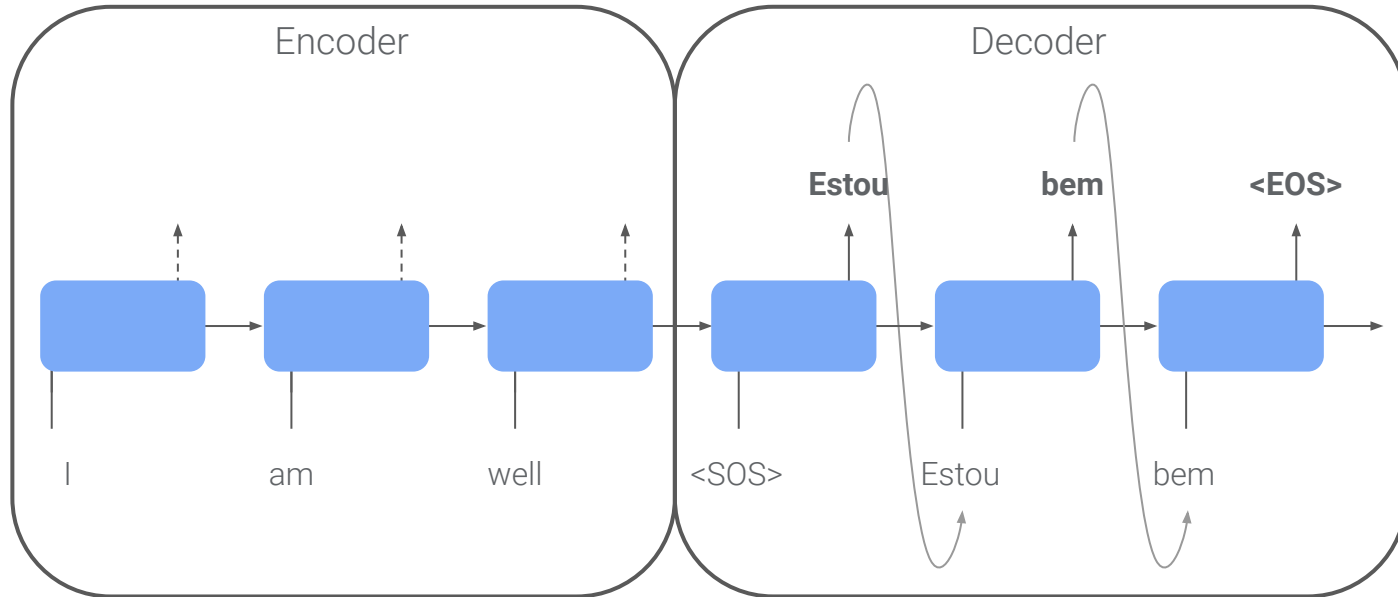 Encoder
Decoder
Estou
bem
<EOS>
I
am
well
<SOS>
Estou
bem